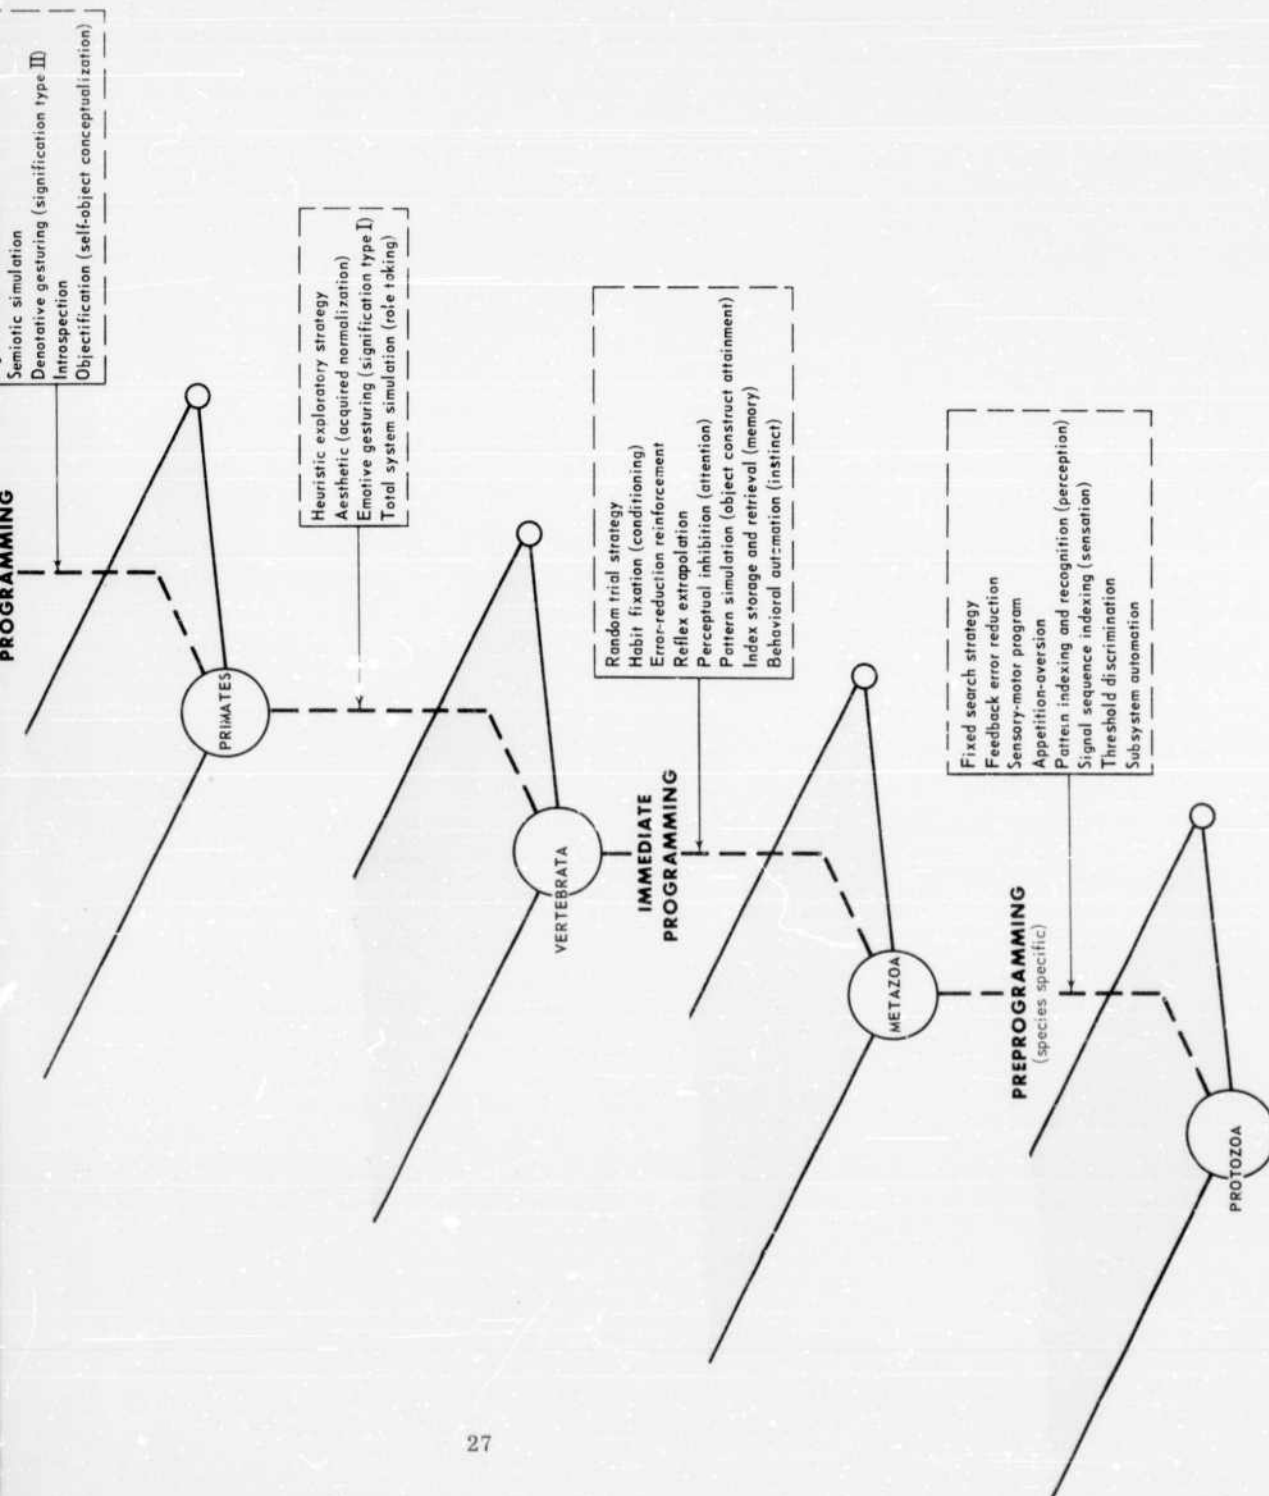 PROGRAMMING
Semiotic simulation
Denotative gesturing (signification type II)
Introspection
Objectification (self-object conceptualization)
PRIMATES
Heuristic exploratory strategy
Aesthetic (acquired normalization)
Emotive gesturing (signification type I)
Total system simulation (role taking)
VERTEBRATA
IMMEDIATE
PROGRAMMING
Random trial strategy
Habit fixation (conditioning)
Error-reduction reinforcement
Reflex extrapolation
Perceptual inhibition (attention)
Pattern simulation (object construct attainment)
Index storage and retrieval (memory)
Behavioral automation (instinct)
METAZOA
PREPROGRAMMING
(species specific)
Fixed search strategy
Feedback error reduction
Sensory-motor program
Appetition-aversion
Pattern indexing and recognition (perception)
Signal sequence indexing (sensation)
Threshold discrimination
Subsystem automation
PROTOZOA
27